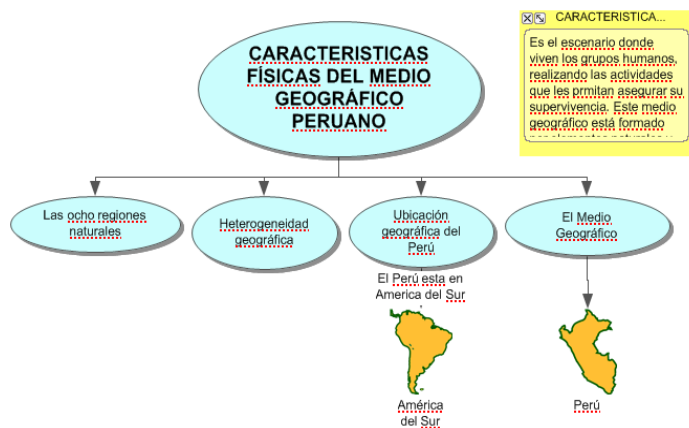 CARACTERISTICAS
FÍSICAS DEL MEDIO
GEOGRÁFICO
PERUANO
CARACTERISTICA...
Es el escenario donde
viven los grupos humanos,
realizando las actividades
que les prmitan asegurar su
supervivencia. Este medio
geográfico está formado
Las ocho regiones
naturales
Heterogeneidad
geográfica
Ubicación
geográfica del
Perú
El Medio
Geográfico
El Perú esta en
America del Sur
América
del Sur
Perú